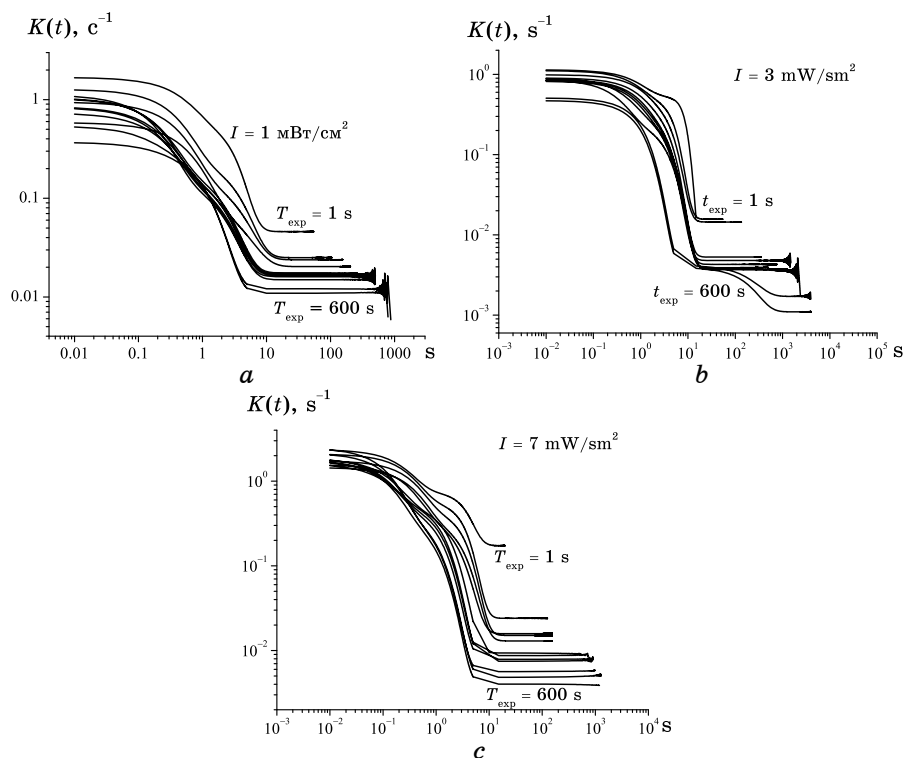 K(t), c⁻¹
I = 1 мВт/см²
1
0.1
0.01
T_exp = 1 s
T_exp = 600 s
0.01 0.1 1 10 100 1000 s
a
K(t), s⁻¹
I = 3 mW/sm²
10⁰
10⁻¹
10⁻²
10⁻³
t_exp = 1 s
t_exp = 600 s
10⁻³ 10⁻² 10⁻¹ 10⁰ 10¹ 10² 10³ 10⁴ 10⁵ s
b
K(t), s⁻¹
I = 7 mW/sm²
10⁰
10⁻¹
10⁻²
T_exp = 1 s
T_exp = 600 s
10⁻³ 10⁻² 10⁻¹ 10⁰ 10¹ 10² 10³ 10⁴ s
c